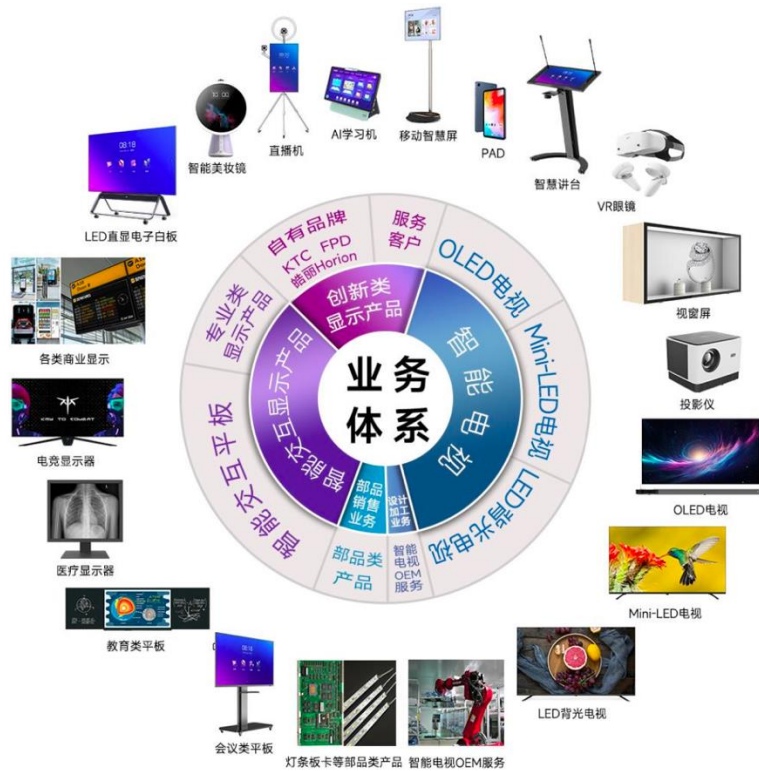 直播机
AI学习机
移动智慧屏
PAD
智慧讲台
智能美妆镜
VR眼镜
08:18
LED直显电子白板
自有品牌
KTC FPD
皓丽Horion
服务
客户
OLED电视
Mini-LED电视
LED背光电视
专业类
显示产品
智能交互平板
创新类
显示产品
智能交互显示产品
智能电视
业务
体系
部品
销售
业务
设计
加工
业务
部品类
产品
智能
电视
OEM
服务
视窗屏
各类商业显示
投影仪
电竞显示器
OLED电视
医疗显示器
Mini-LED电视
教育类平板
LED背光电视
会议类平板
灯条板卡等部品类产品
智能电视OEM服务